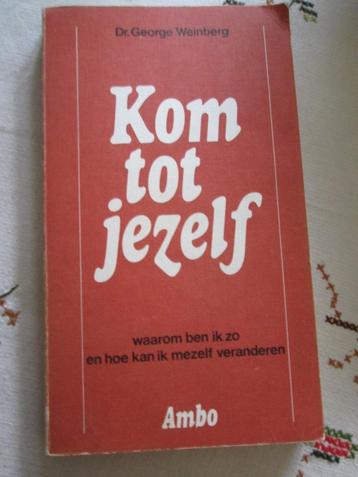 Dr. George Weinberg
Kom
tot
jezelf
waarom ben ik zo
en hoe kan ik mezelf veranderen
Ambo